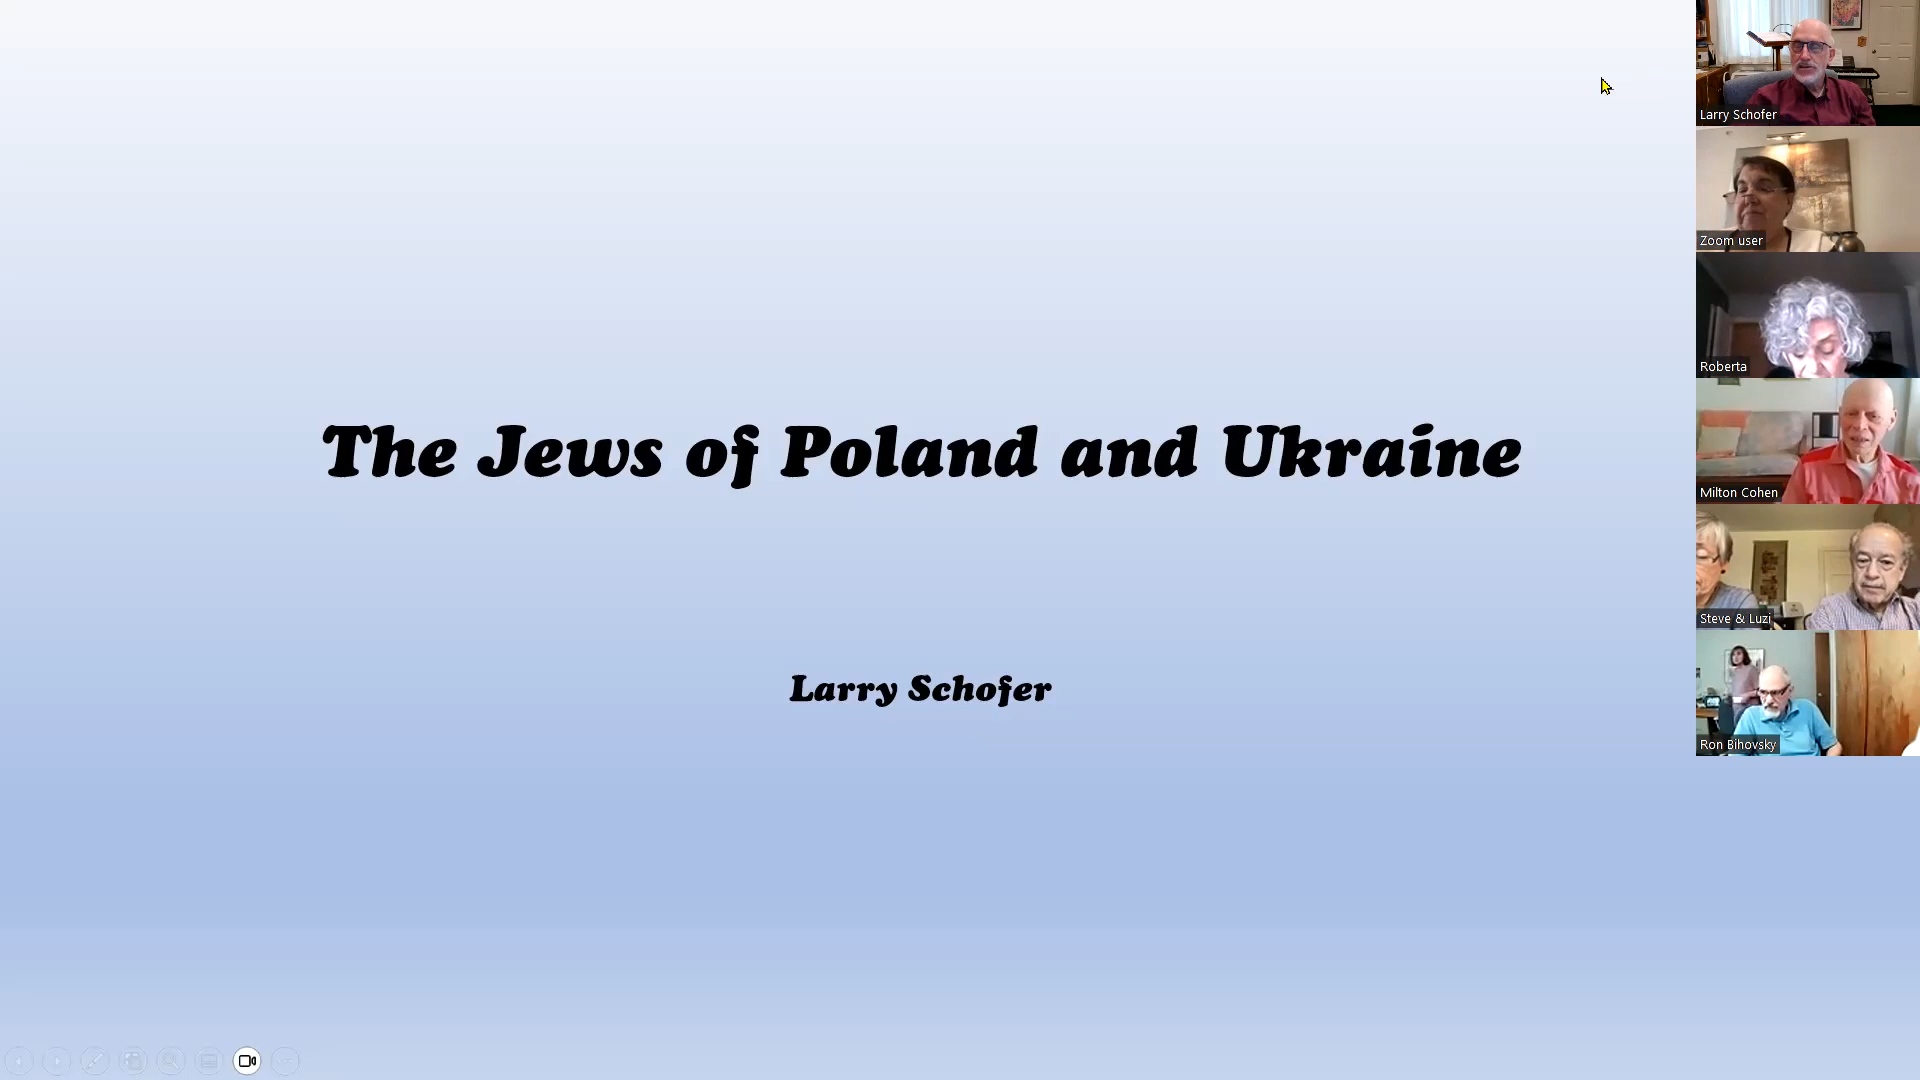 The Jews of Poland and Ukraine
Larry Schofer
Larry Schofer
Zoom user
Roberta
Milton Cohen
Steve & Luzi
Ron Bihovsky